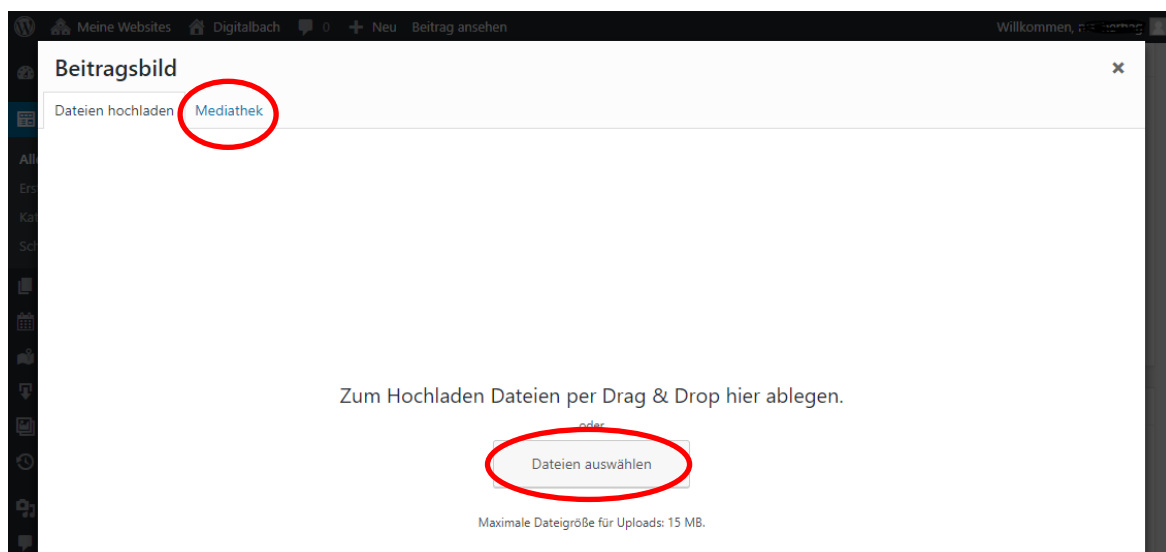 Meine Websites Digitalbach 0 Neu Beitrag ansehen Willkommen,
Beitragsbild
Dateien hochladen Mediathek
Alle
Zum Hochladen Dateien per Drag & Drop hier ablegen.
oder
Dateien auswählen
Maximale Dateigröße für Uploads: 15 MB.